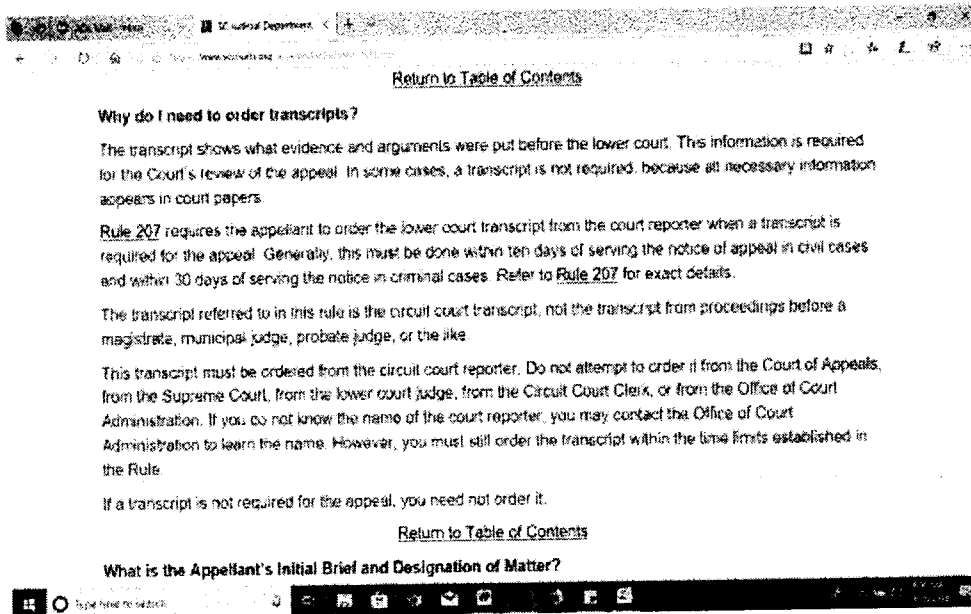 SC Judicial Department
Return to Table of Contents
Why do I need to order transcripts?
The transcript shows what evidence and arguments were put before the lower court. This information is required
for the Court's review of the appeal. In some cases, a transcript is not required, because all necessary information
appears in court papers.
Rule 207 requires the appellant to order the lower court transcript from the court reporter when a transcript is
required for the appeal. Generally, this must be done within ten days of serving the notice of appeal in civil cases
and within 30 days of serving the notice in criminal cases. Refer to Rule 207 for exact details.
The transcript referred to in this rule is the circuit court transcript, not the transcript from proceedings before a
magistrate, municipal judge, probate judge, or the like.
This transcript must be ordered from the circuit court reporter. Do not attempt to order it from the Court of Appeals,
from the Supreme Court, from the lower court judge, from the Circuit Court Clerk, or from the Office of Court
Administration. If you do not know the name of the court reporter, you may contact the Office of Court
Administration to learn the name. However, you must still order the transcript within the time limits established in
the Rule.
If a transcript is not required for the appeal, you need not order it.
Return to Table of Contents
What is the Appellant's Initial Brief and Designation of Matter?
Type here to search